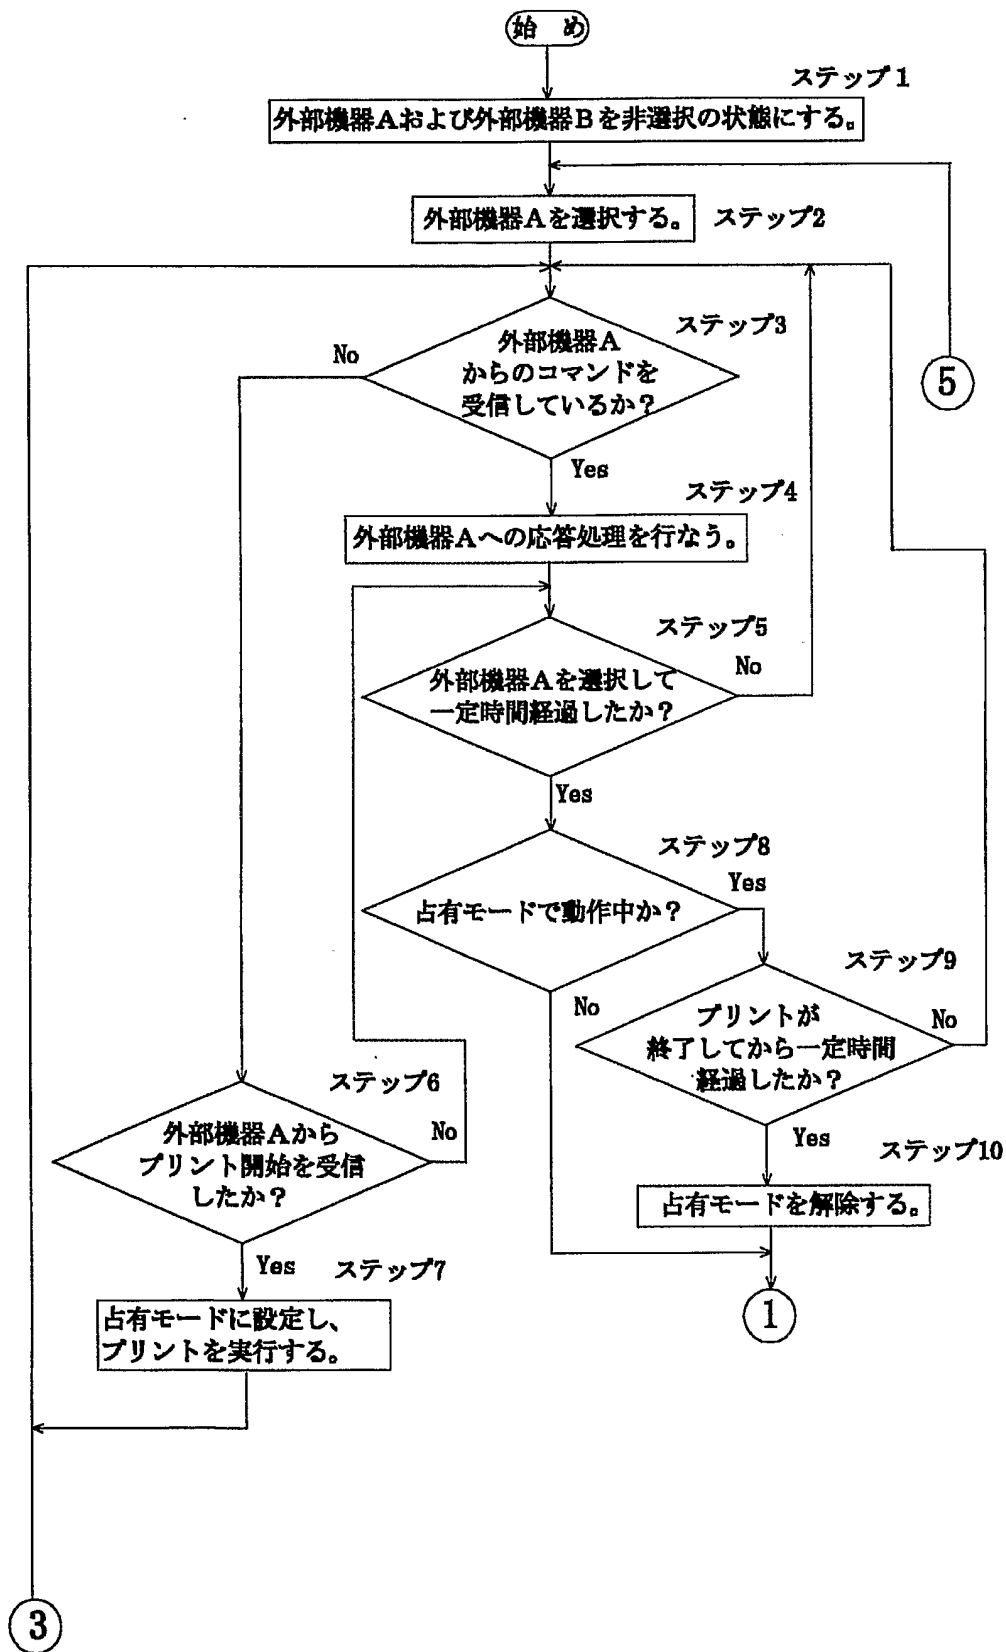 始 め
ステップ1
外部機器Aおよび外部機器Bを非選択の状態にする。
外部機器Aを選択する。
ステップ2
ステップ3
外部機器A
からのコマンドを
受信しているか?
No
Yes
⑤
ステップ4
外部機器Aへの応答処理を行なう。
ステップ5
外部機器Aを選択して
一定時間経過したか?
No
Yes
ステップ8
占有モードで動作中か?
Yes
No
ステップ9
プリントが
終了してから一定時間
経過したか?
No
Yes
ステップ6
外部機器Aから
プリント開始を受信
したか?
No
Yes
ステップ10
占有モードを解除する。
①
ステップ7
占有モードに設定し、
プリントを実行する。
③